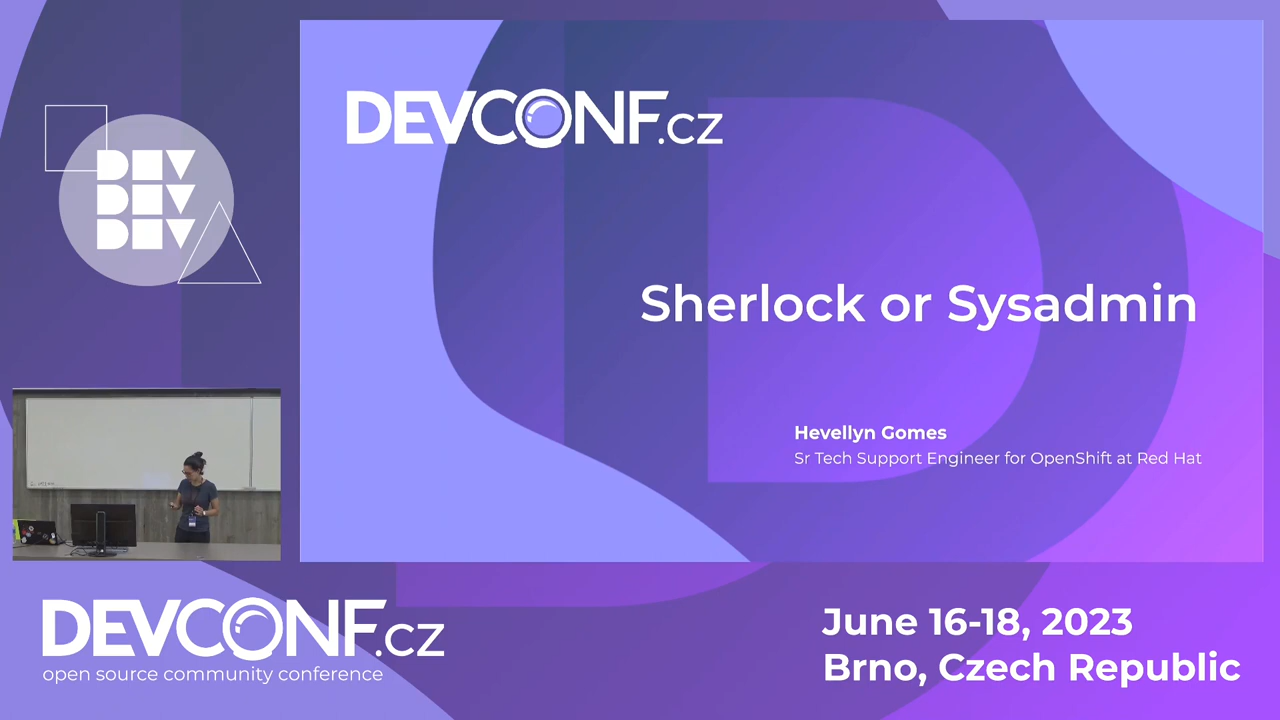 DEV
DEV
DEV
DEVCONF.cz
Sherlock or Sysadmin
Hevellyn Gomes
Sr Tech Support Engineer for OpenShift at Red Hat
DEVCONF.cz
open source community conference
June 16-18, 2023
Brno, Czech Republic